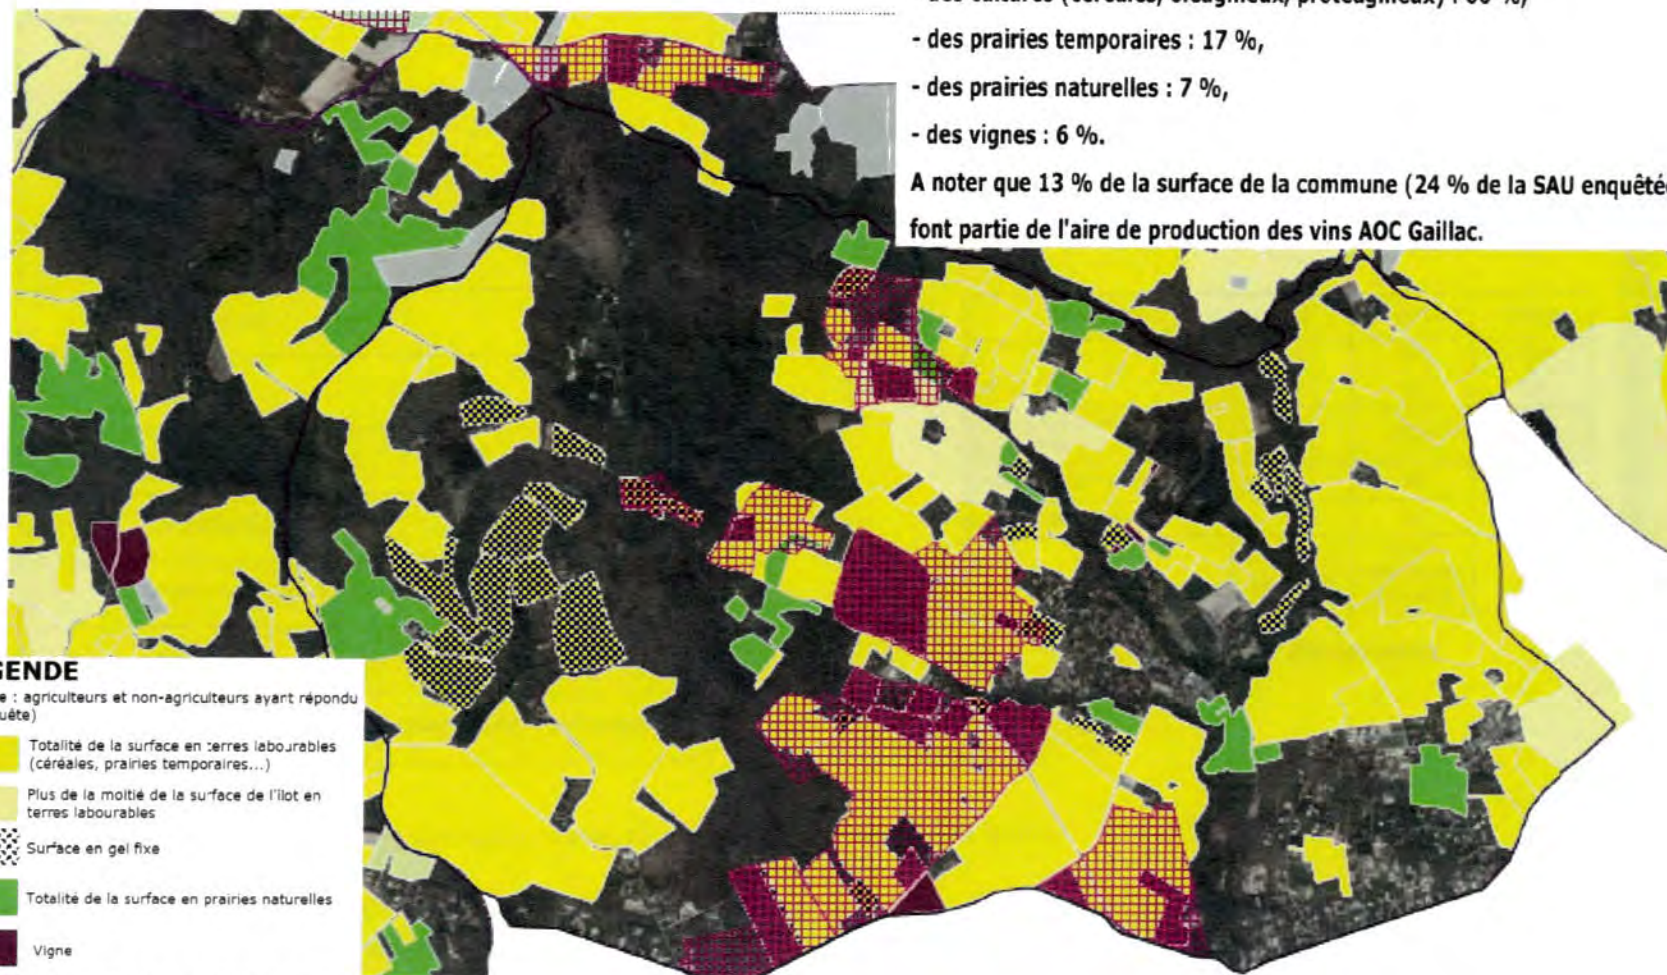 - des prairies temporaires : 17 %,
- des prairies naturelles : 7 %,
- des vignes : 6 %.
A noter que 13 % de la surface de la commune (24 % de la SAU enquêtée
font partie de l'aire de production des vins AOC Gaillac.
GENDE
e : agriculteurs et non-agriculteurs ayant répondu
uête)
Totalité de la surface en terres labourables
(céréales, prairies temporaires...)
Plus de la moitié de la surface de l'îlot en
terres labourables
Surface en gel fixe
Totalité de la surface en prairies naturelles
Vigne